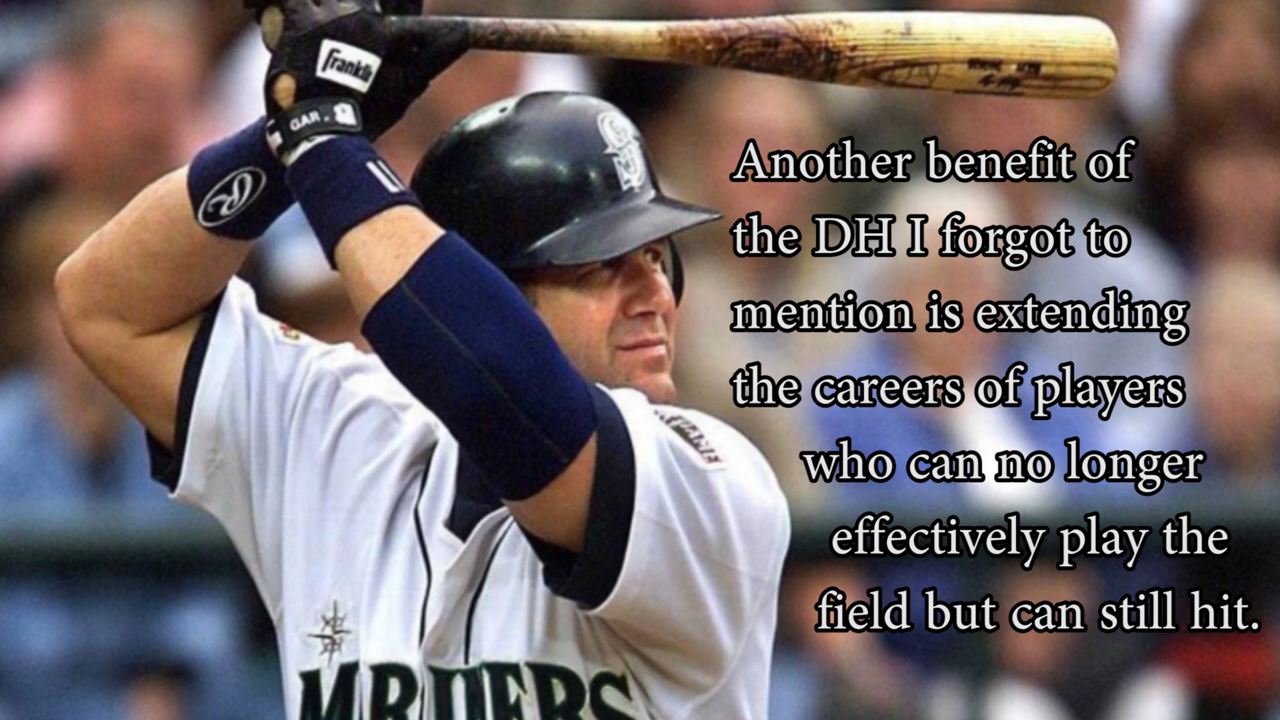 Franklin
GAR.
R
Another benefit of
the DH I forgot to
mention is extending
the careers of players
who can no longer
effectively play the
field but can still hit.
MARINERS